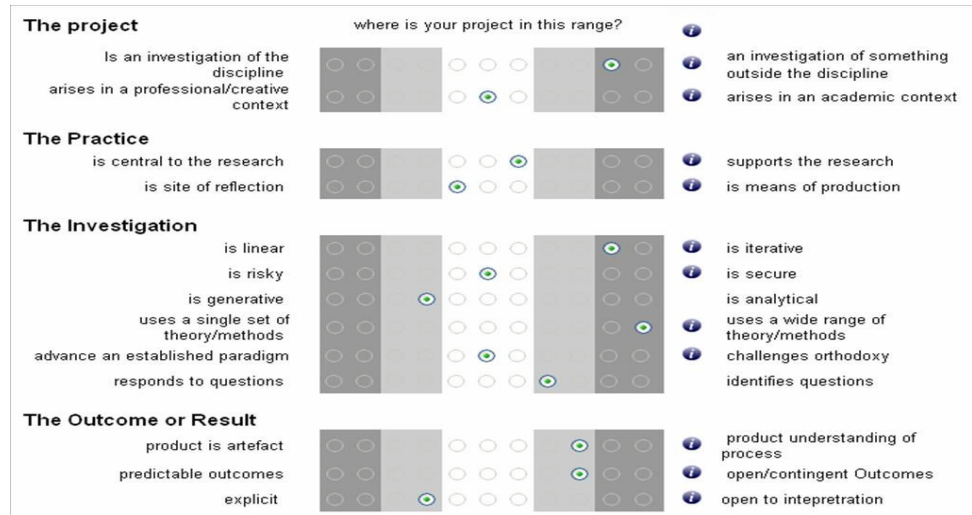 The project where is your project in this range?
Is an investigation of the
discipline
an investigation of something
outside the discipline
arises in a professional/creative
context
arises in an academic context
The Practice
is central to the research supports the research
is site of reflection is means of production
The Investigation
is linear is iterative
is risky is secure
is generative is analytical
uses a single set of
theory/methods
uses a wide range of
theory/methods
advance an established paradigm challenges orthodoxy
responds to questions identifies questions
The Outcome or Result
product is artefact
product understanding of
process
predictable outcomes open/contingent Outcomes
explicit open to intepretration